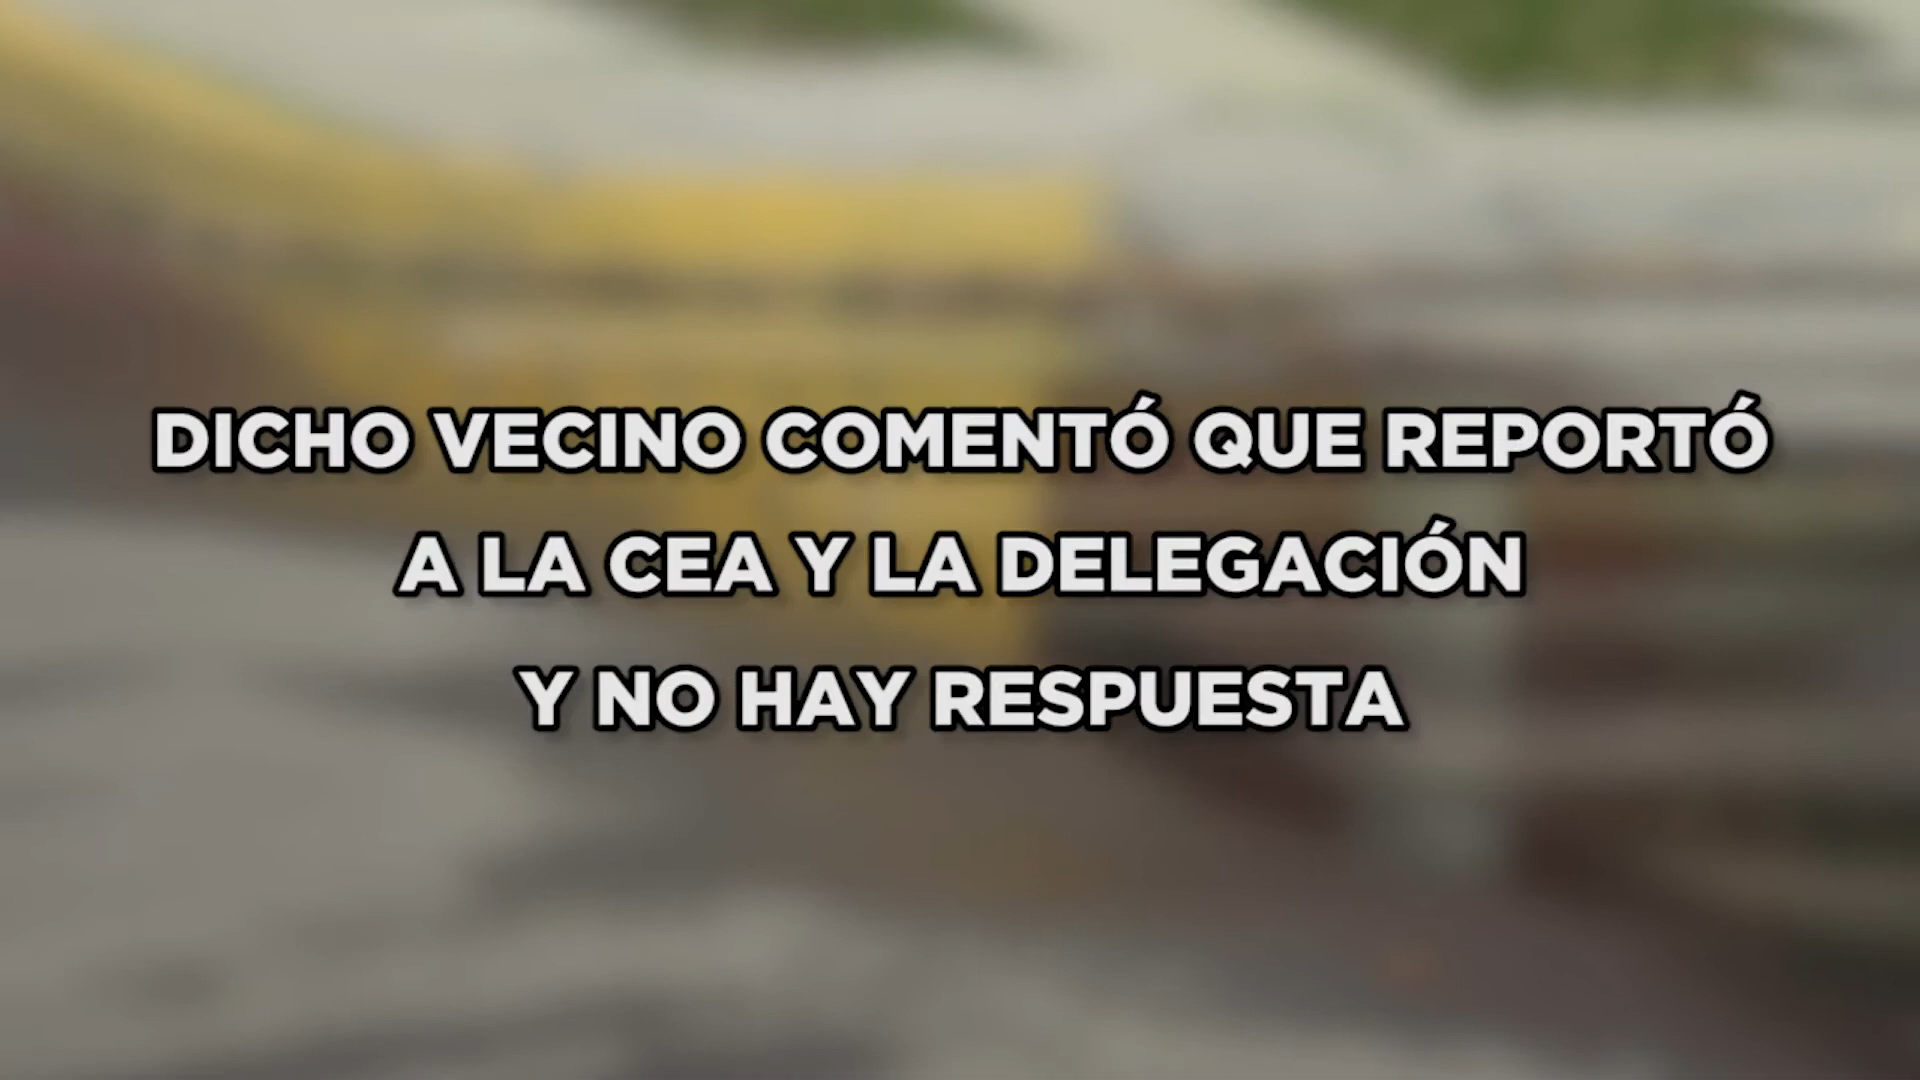 DICHO VECINO COMENTÓ QUE REPORTÓ
A LA CEA Y LA DELEGACIÓN
Y NO HAY RESPUESTA